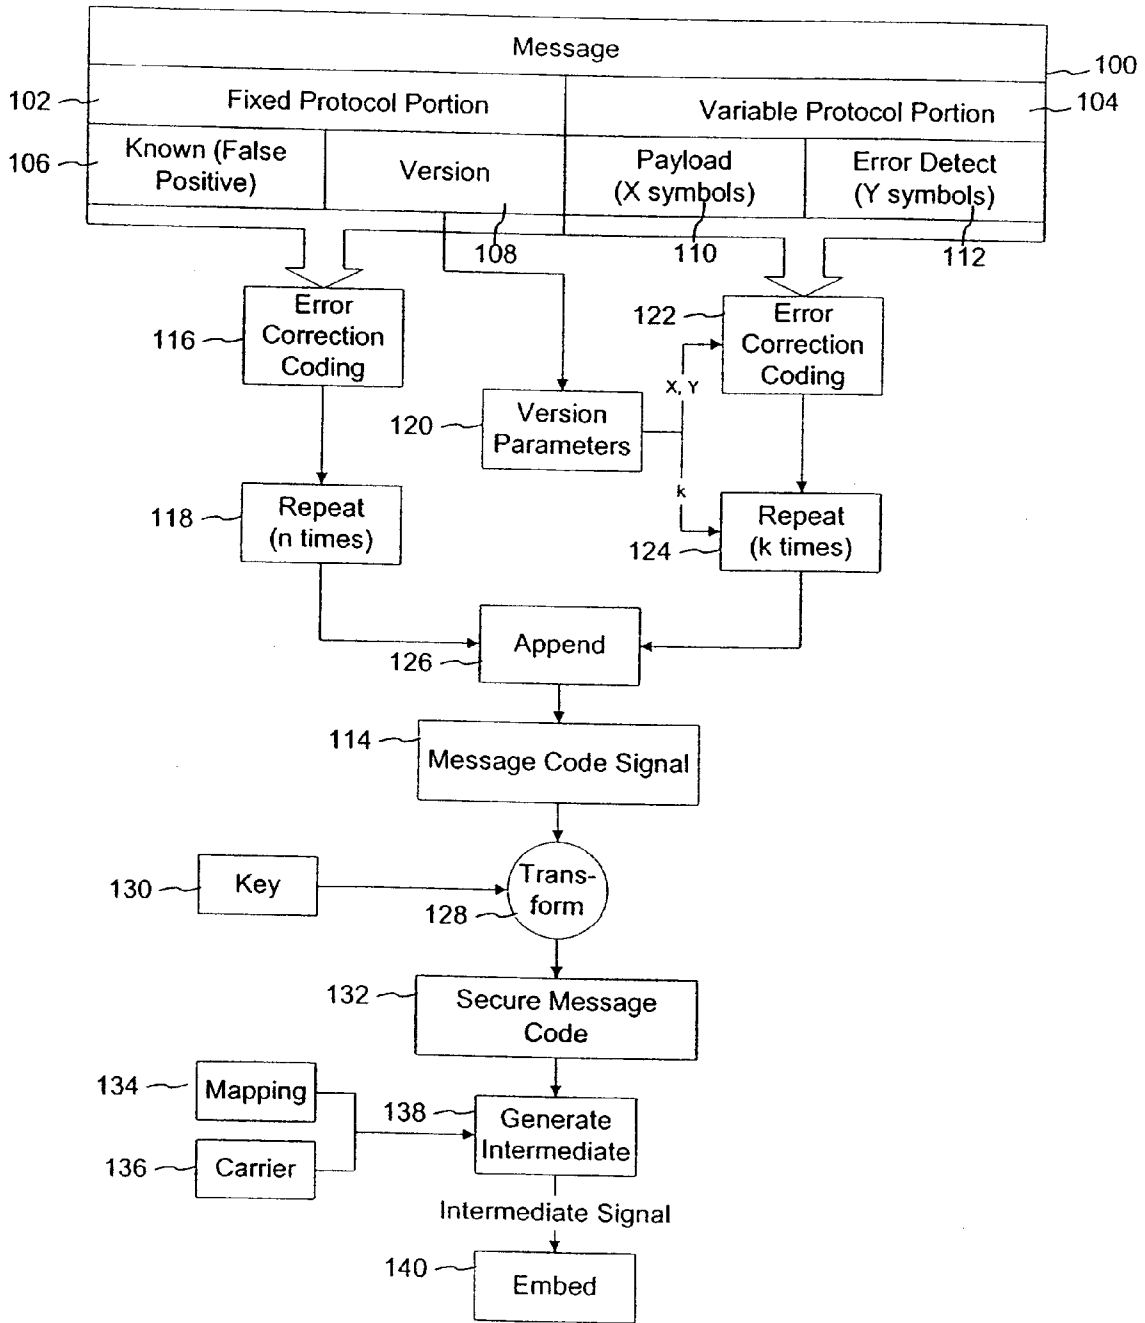 Message
100
102
Fixed Protocol Portion
Variable Protocol Portion
104
106
Known (False
Positive)
Version
Payload
(X symbols)
Error Detect
(Y symbols)
108
110
112
116
Error
Correction
Coding
122
Error
Correction
Coding
X, Y
120
Version
Parameters
k
118
Repeat
(n times)
124
Repeat
(k times)
Append
126
114
Message Code Signal
130
Key
Trans-
form
128
132
Secure Message
Code
134
Mapping
138
Generate
Intermediate
136
Carrier
Intermediate Signal
140
Embed